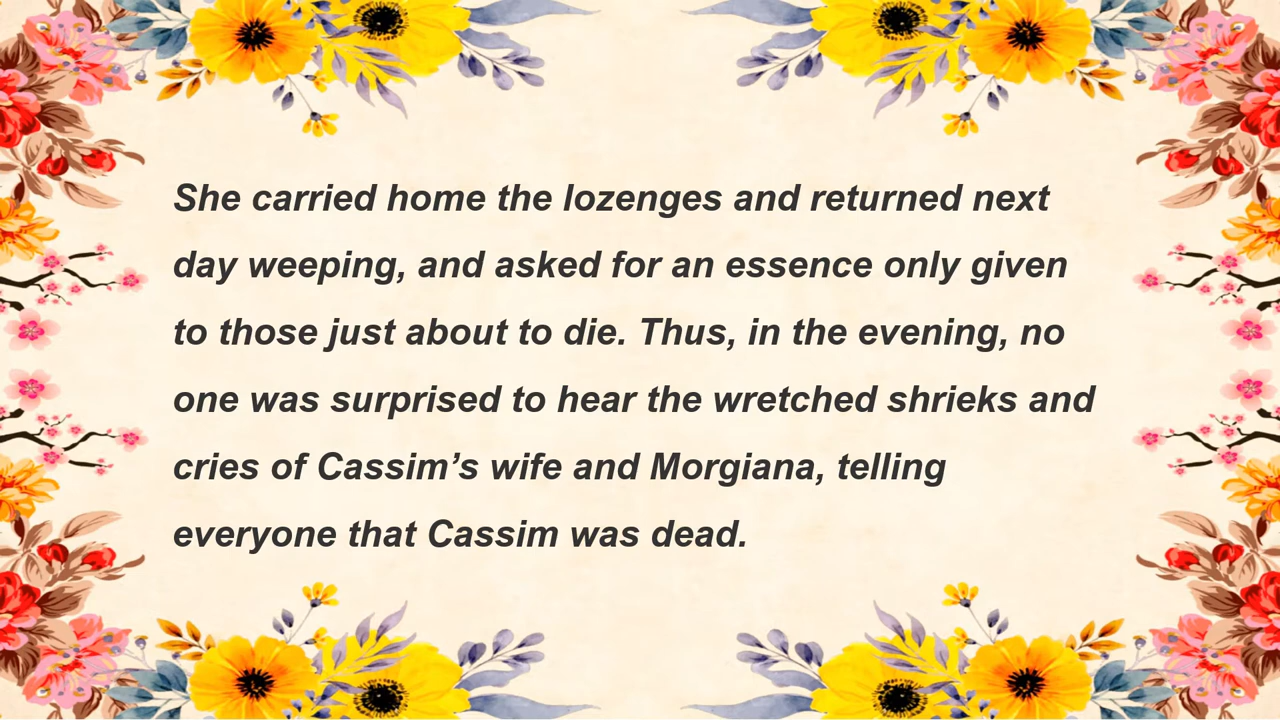 She carried home the lozenges and returned next
day weeping, and asked for an essence only given
to those just about to die. Thus, in the evening, no
one was surprised to hear the wretched shrieks and
cries of Cassim’s wife and Morgiana, telling
everyone that Cassim was dead.